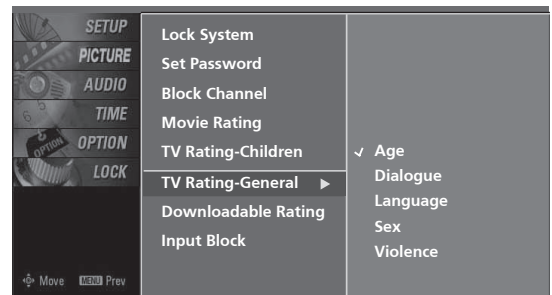 SETUP
PICTURE
AUDIO
TIME
OPTION
LOCK
Move MENU Prev
Lock System
Set Password
Block Channel
Movie Rating
TV Rating-Children
TV Rating-General
Downloadable Rating
Input Block
Age
Dialogue
Language
Sex
Violence